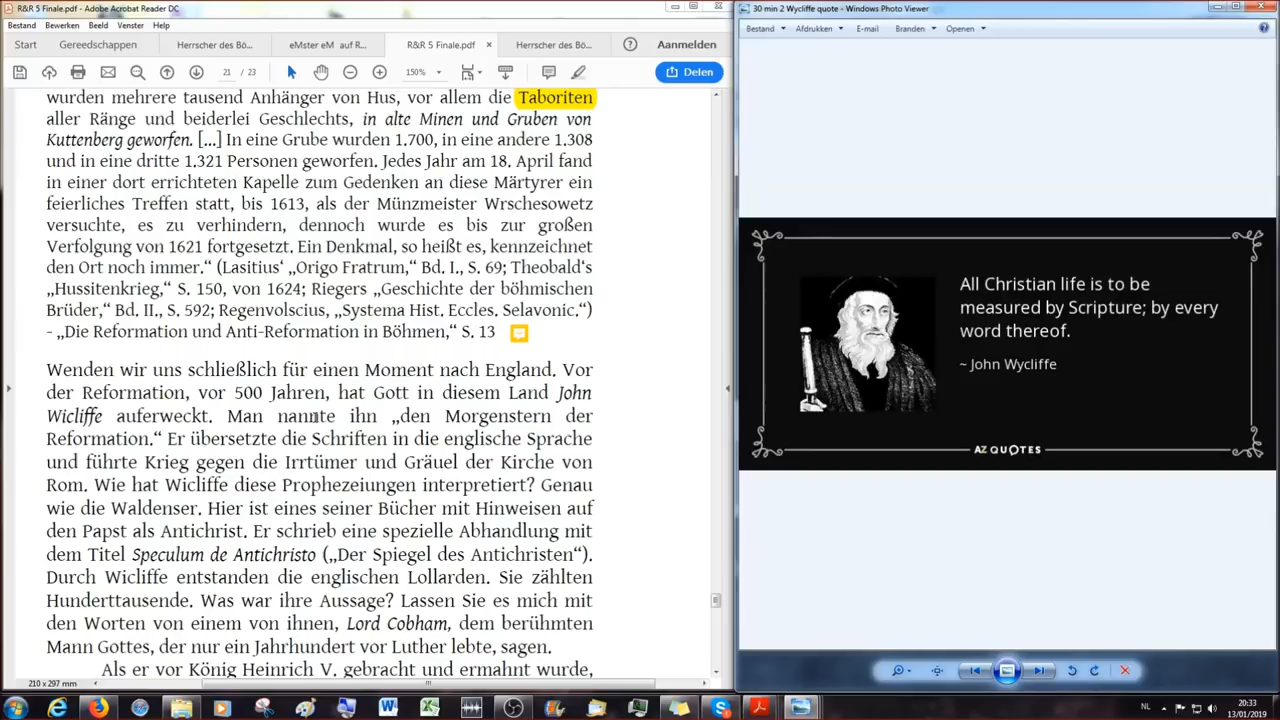 R&R 5 Finale.pdf - Adobe Acrobat Reader DC
Bestand Bewerken Beeld Venster Help
Start Gereedschappen Herrscher des Bö... eMster eM auf R... R&R 5 Finale.pdf × Herrscher des Bö... Aanmelden
21 / 23 150% Delen
wurden mehrere tausend Anhänger von Hus, vor allem die Taboriten
aller Ränge und beiderlei Geschlechts, in alte Minen und Gruben von
Kuttenberg geworfen. [...] In eine Grube wurden 1.700, in eine andere 1.308
und in eine dritte 1.321 Personen geworfen. Jedes Jahr am 18. April fand
in einer dort errichteten Kapelle zum Gedenken an diese Märtyrer ein
feierliches Treffen statt, bis 1613, als der Münzmeister Wrschesowetz
versuchte, es zu verhindern, dennoch wurde es bis zur großen
Verfolgung von 1621 fortgesetzt. Ein Denkmal, so heißt es, kennzeichnet
den Ort noch immer.“ (Lasitius‘ „Origo Fratrum,“ Bd. I., S. 69; Theobald‘s
„Hussitenkrieg,“ S. 150, von 1624; Riegers „Geschichte der böhmischen
Brüder,“ Bd. II., S. 592; Regenvolscius, „Systema Hist. Eccles. Selavonic.“)
- „Die Reformation und Anti-Reformation in Böhmen,“ S. 13
Wenden wir uns schließlich für einen Moment nach England. Vor
der Reformation, vor 500 Jahren, hat Gott in diesem Land John
Wicliffe auferweckt. Man nannte ihn „den Morgenstern der
Reformation.“ Er übersetzte die Schriften in die englische Sprache
und führte Krieg gegen die Irrtümer und Gräuel der Kirche von
Rom. Wie hat Wicliffe diese Prophezeiungen interpretiert? Genau
wie die Waldenser. Hier ist eines seiner Bücher mit Hinweisen auf
den Papst als Antichrist. Er schrieb eine spezielle Abhandlung mit
dem Titel Speculum de Antichristo („Der Spiegel des Antichristen“).
Durch Wicliffe entstanden die englischen Lollarden. Sie zählten
Hunderttausende. Was war ihre Aussage? Lassen Sie es mich mit
den Worten von einem von ihnen, Lord Cobham, dem berühmten
Mann Gottes, der nur ein Jahrhundert vor Luther lebte, sagen.
Als er vor König Heinrich V. gebracht und ermahnt wurde,
210 x 297 mm
30 min 2 Wycliffe quote - Windows Photo Viewer
Bestand Afdrukken E-mail Branden Openen
All Christian life is to be
measured by Scripture; by every
word thereof.
~ John Wycliffe
AZ QUOTES
NL 20:33
13/01/2019